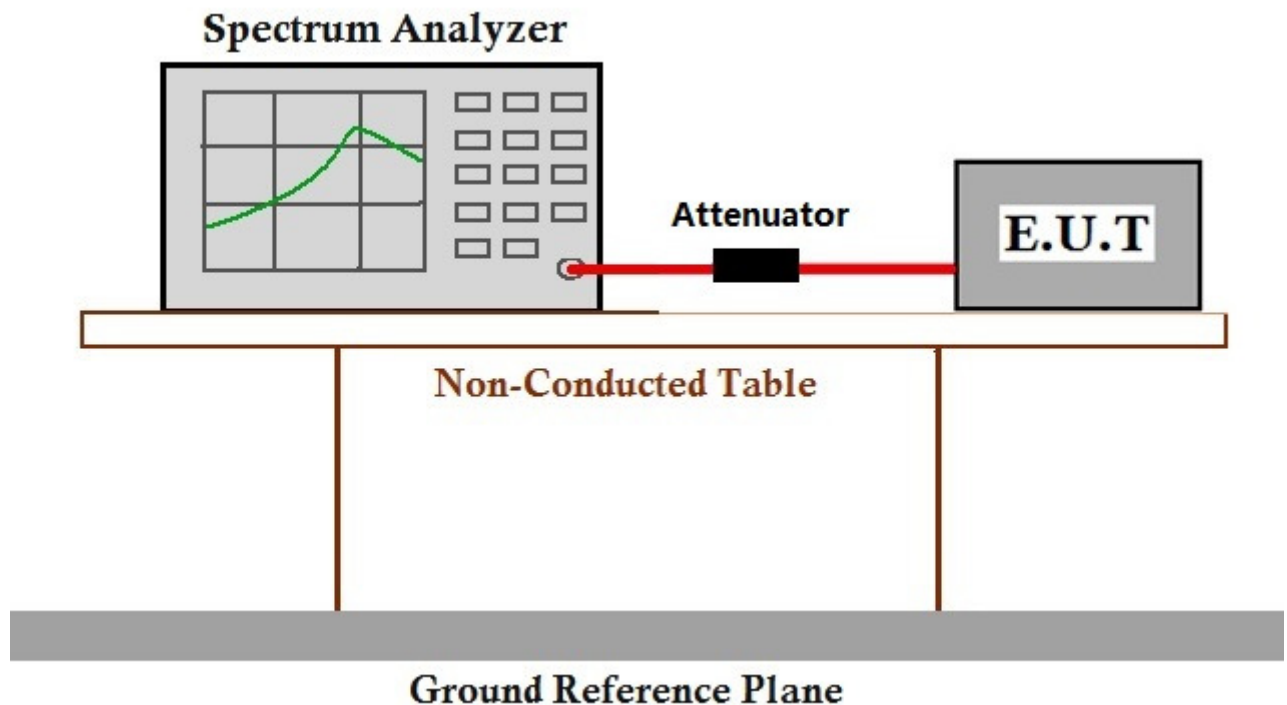 Spectrum Analyzer
Attenuator
E.U.T
Non-Conducted Table
Ground Reference Plane